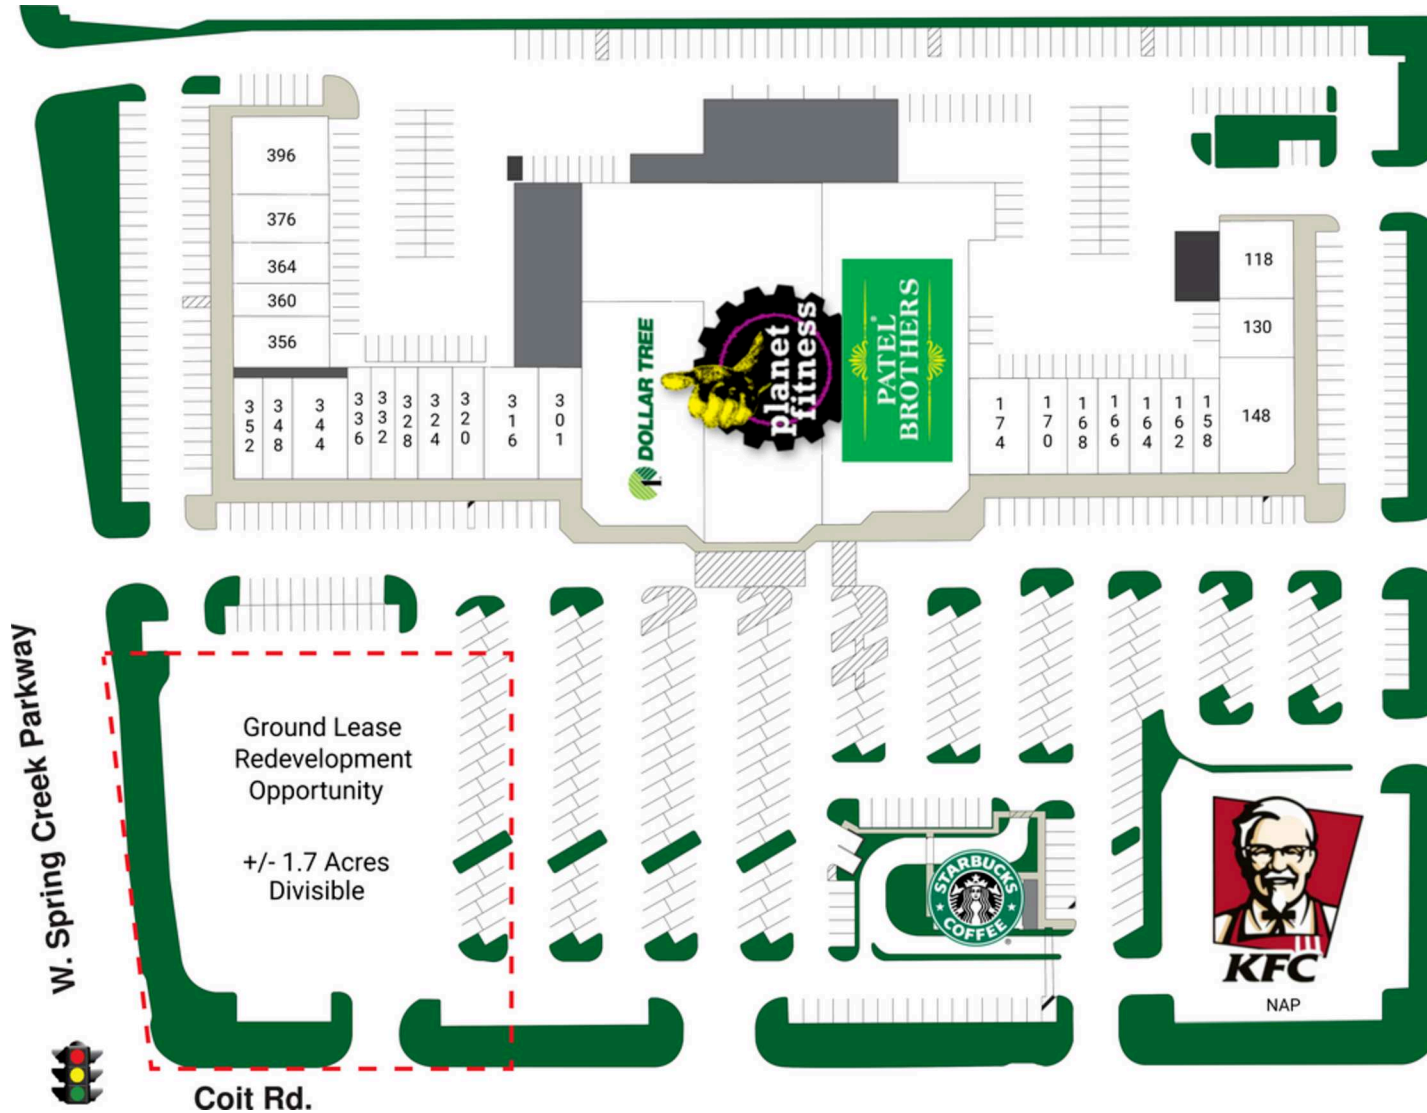 396
376
364
360
356
352
348
344
336
332
328
324
320
316
301
DOLLAR TREE
1
planet
fitness
PATEL®
BROTHERS
174
170
168
166
164
162
158
118
130
148
W. Spring Creek Parkway
Ground Lease
Redevelopment
Opportunity
+/- 1.7 Acres
Divisible
STARBUCKS
COFFEE
®
KFC
NAP
Coit Rd.